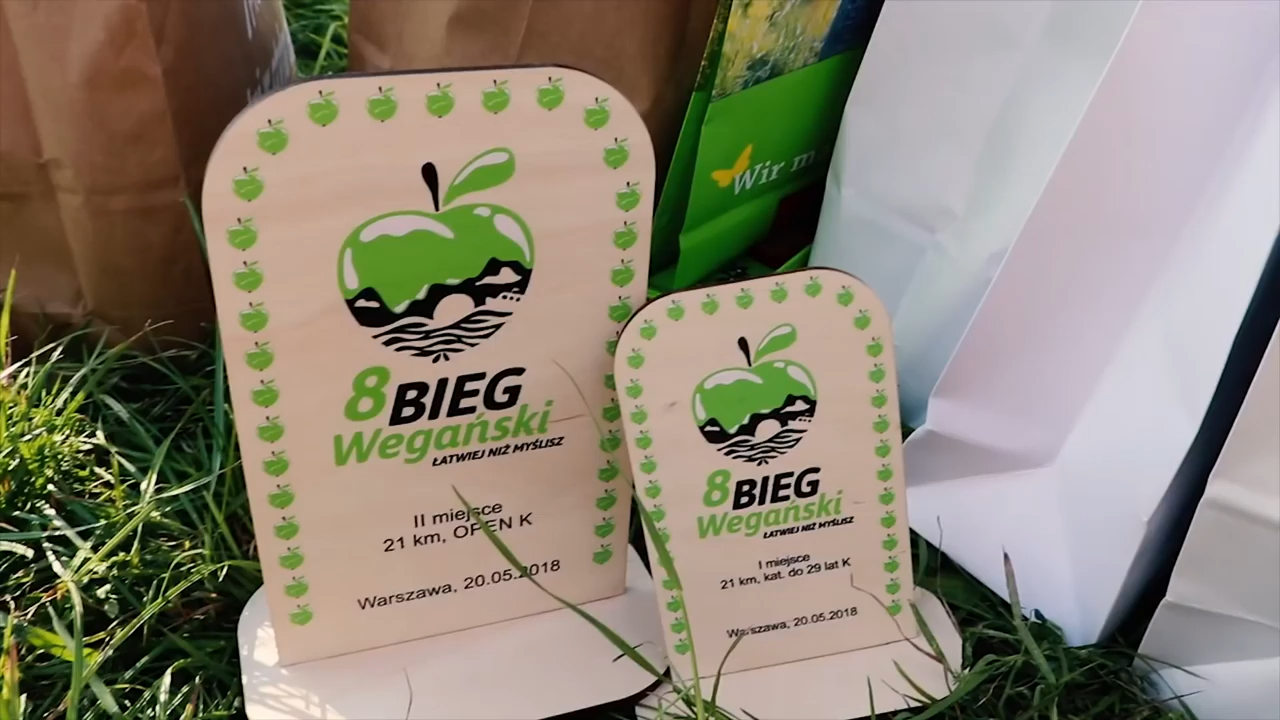 Wir m
8 BIEG
Wegański
ŁATWIEJ NIŻ MYŚLISZ
II miejsce
21 km, OPEN K
Warszawa, 20.05.2018
8 BIEG
Wegański
ŁATWIEJ NIŻ MYŚLISZ
I miejsce
21 km, kat. do 29 lat K
Warszawa, 20.05.2018